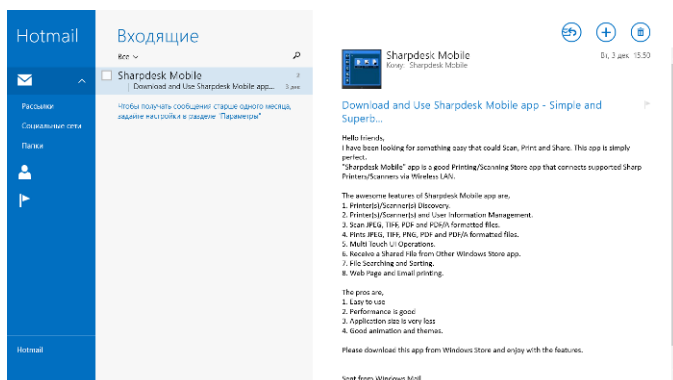 Hotmail
Рассылки
Социальные сети
Папки
Hotmail
Входящие
Все
Sharpdesk Mobile
Download and Use Sharpdesk Mobile app...
3 дек
Чтобы получать сообщения старше одного месяца,
задайте настройки в разделе "Параметры"
Sharpdesk Mobile
Кому: Sharpdesk Mobile
Вт, 3 дек 15:50
Download and Use Sharpdesk Mobile app - Simple and
Superb...
Hello friends,
I have been looking for something easy that could Scan, Print and Share. This app is simply
perfect.
"Sharpdesk Mobile" app is a good Printing/Scanning Store app that connects supported Sharp
Printers/Scanners via Wireless LAN.
The awesome features of Sharpdesk Mobile app are,
1. Printer(s)/Scanner(s) Discovery.
2. Printer(s)/Scanner(s) and User Information Management.
3. Scan JPEG, TIFF, PDF and PDF/A formatted files.
4. Pints JPEG, TIFF, PNG, PDF and PDF/A formatted files.
5. Multi Touch UI Operations.
6. Receive a Shared File from Other Windows Store app.
7. File Searching and Sorting.
8. Web Page and Email printing.
The pros are,
1. Easy to use
2. Performance is good
3. Application size is very less
4. Good animation and themes.
Please download this app from Windows Store and enjoy with the features.
Sent from Windows Mail